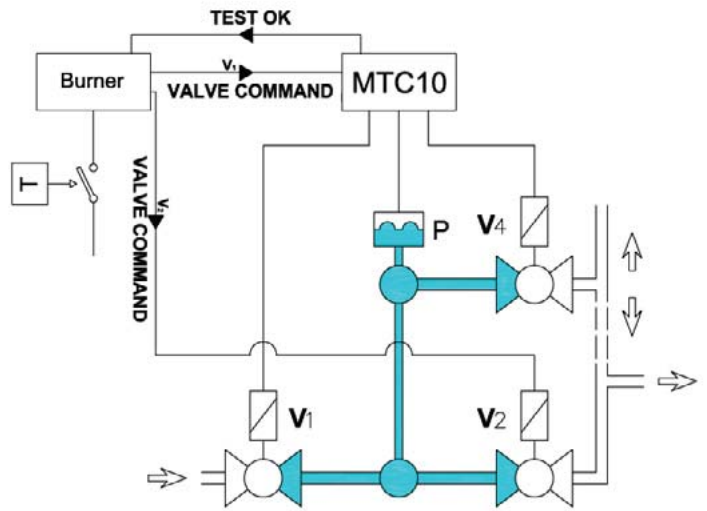 TEST OK
Burner
V₁
VALVE COMMAND
MTC10
T
V₂
VALVE COMMAND
P
V4
V1
V2